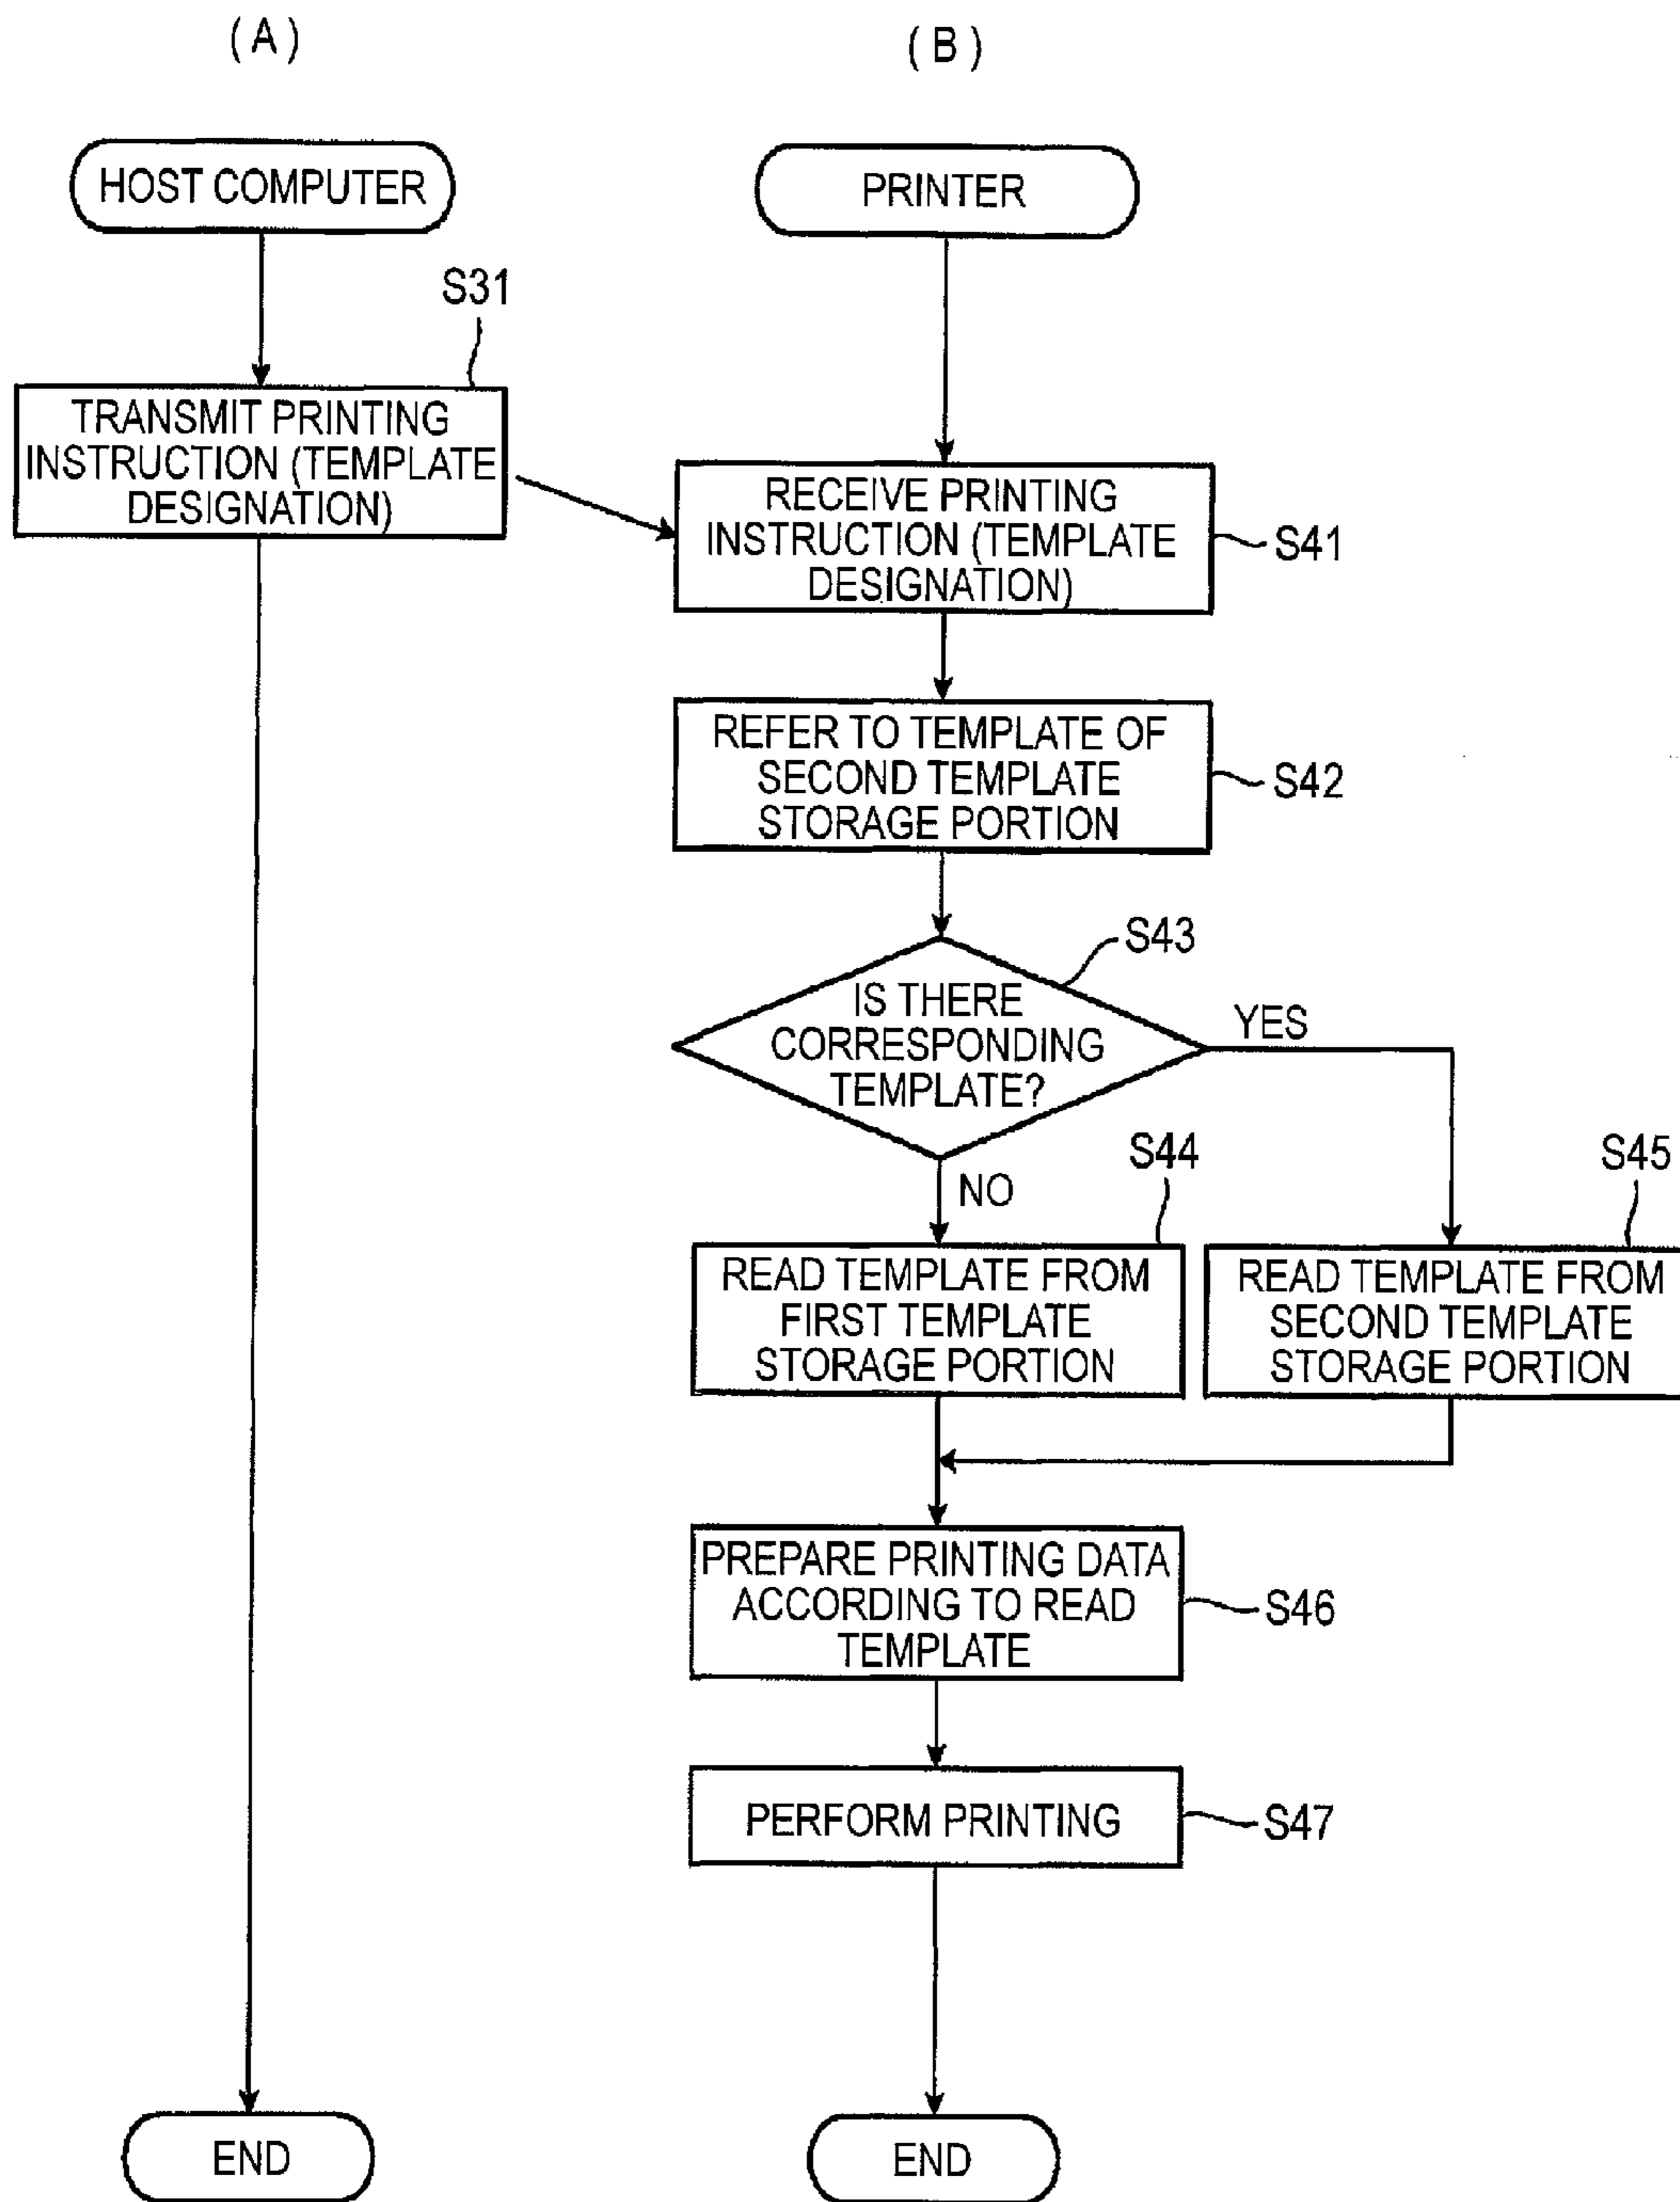 (A)
(B)
HOST COMPUTER
PRINTER
S31
TRANSMIT PRINTING
INSTRUCTION (TEMPLATE
DESIGNATION)
RECEIVE PRINTING
INSTRUCTION (TEMPLATE
DESIGNATION)
S41
REFER TO TEMPLATE OF
SECOND TEMPLATE
STORAGE PORTION
S42
S43
IS THERE
CORRESPONDING
TEMPLATE?
YES
NO
S44
S45
READ TEMPLATE FROM
FIRST TEMPLATE
STORAGE PORTION
READ TEMPLATE FROM
SECOND TEMPLATE
STORAGE PORTION
PREPARE PRINTING DATA
ACCORDING TO READ
TEMPLATE
S46
PERFORM PRINTING
S47
END
END